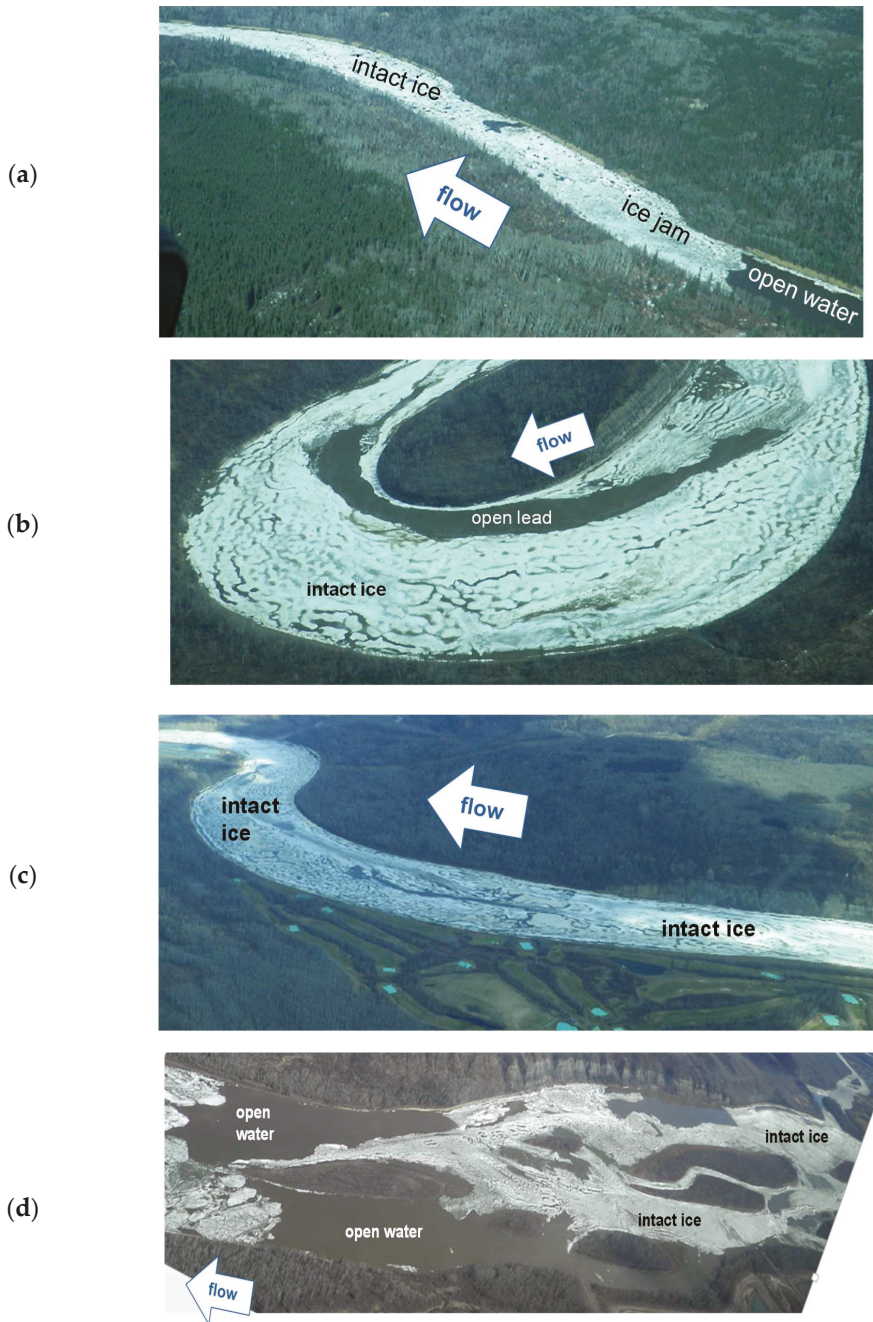 (a)
intact ice
flow
ice jam
open water
(b)
flow
open lead
intact ice
(c)
intact
ice
flow
intact ice
(d)
open
water
intact ice
intact ice
open water
flow